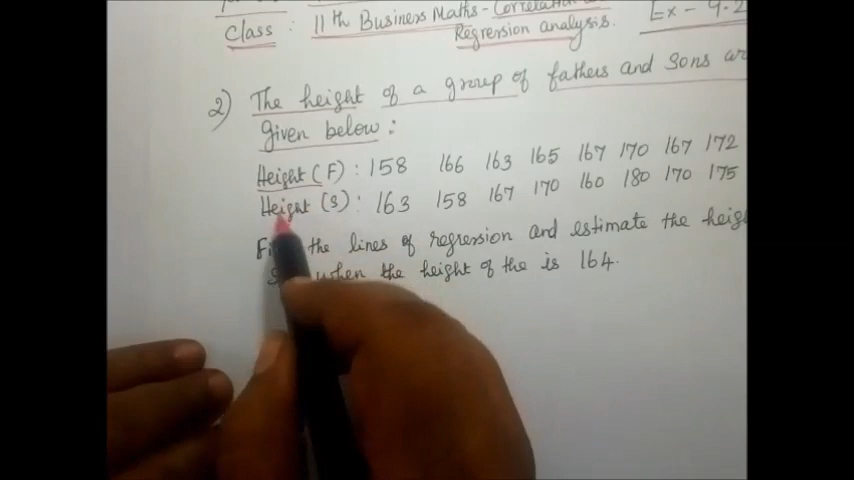 Class : 11th Business Maths - Correlation
Regression analysis. Ex - 9.2
2) The height of a group of fathers and Sons are
given below :
Height (F) : 158 166 163 165 167 170 167 172
Height (S) : 163 158 167 170 160 180 170 175
the lines of regression and estimate the heig
when the height of the is 164.